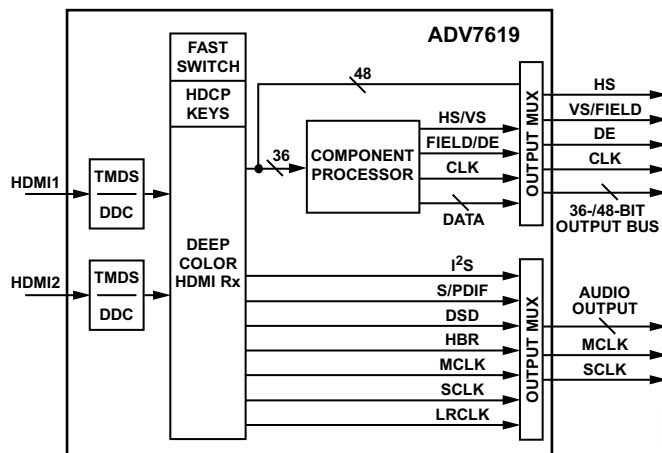 ADV7619
FAST
SWITCH
HDCP
KEYS
DEEP
COLOR
HDMI Rx
HDMI1
TMDS
DDC
HDMI2
TMDS
DDC
48
36
COMPONENT
PROCESSOR
HS/VS
FIELD/DE
CLK
DATA
OUTPUT MUX
HS
VS/FIELD
DE
CLK
36-/48-BIT
OUTPUT BUS
I²S
S/PDIF
DSD
HBR
MCLK
SCLK
LRCLK
OUTPUT MUX
AUDIO
OUTPUT
MCLK
SCLK